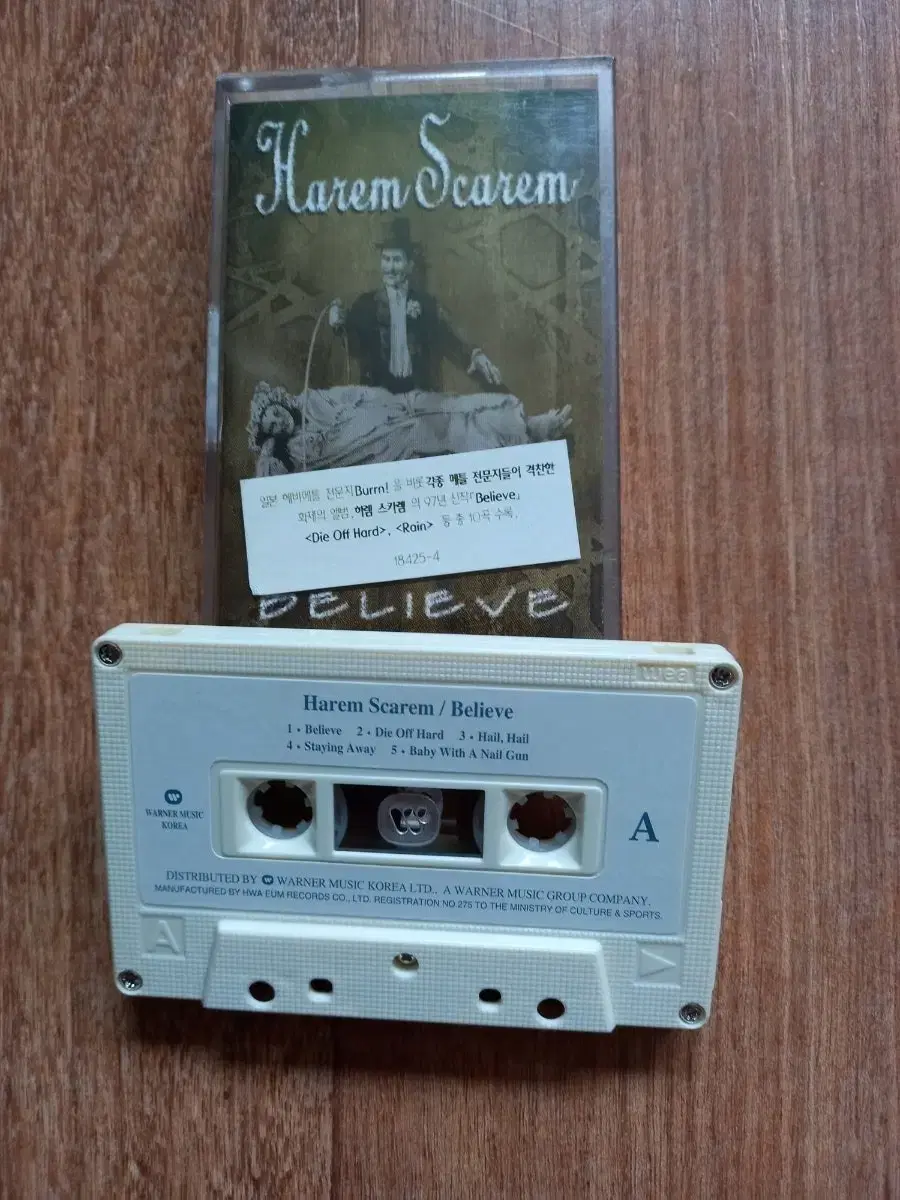 Harem Scarem
일본 헤비메틀 전문지 Burrn! 을 비롯 각종 메틀 전문지들이 격찬한
화제의 앨범, 하렘 스카렘 의 97년 신작「Believe」
<Die Off Hard>, <Rain> 등 총 10곡 수록.
18425-4
BELIEVE
wea
Harem Scarem / Believe
1 • Believe 2 • Die Off Hard 3 • Hail, Hail
4 • Staying Away 5 • Baby With A Nail Gun
WARNER MUSIC
KOREA
A
DISTRIBUTED BY WARNER MUSIC KOREA LTD., A WARNER MUSIC GROUP COMPANY.
MANUFACTURED BY HWA EUM RECORDS CO., LTD. REGISTRATION NO 275 TO THE MINISTRY OF CULTURE & SPORTS.
A